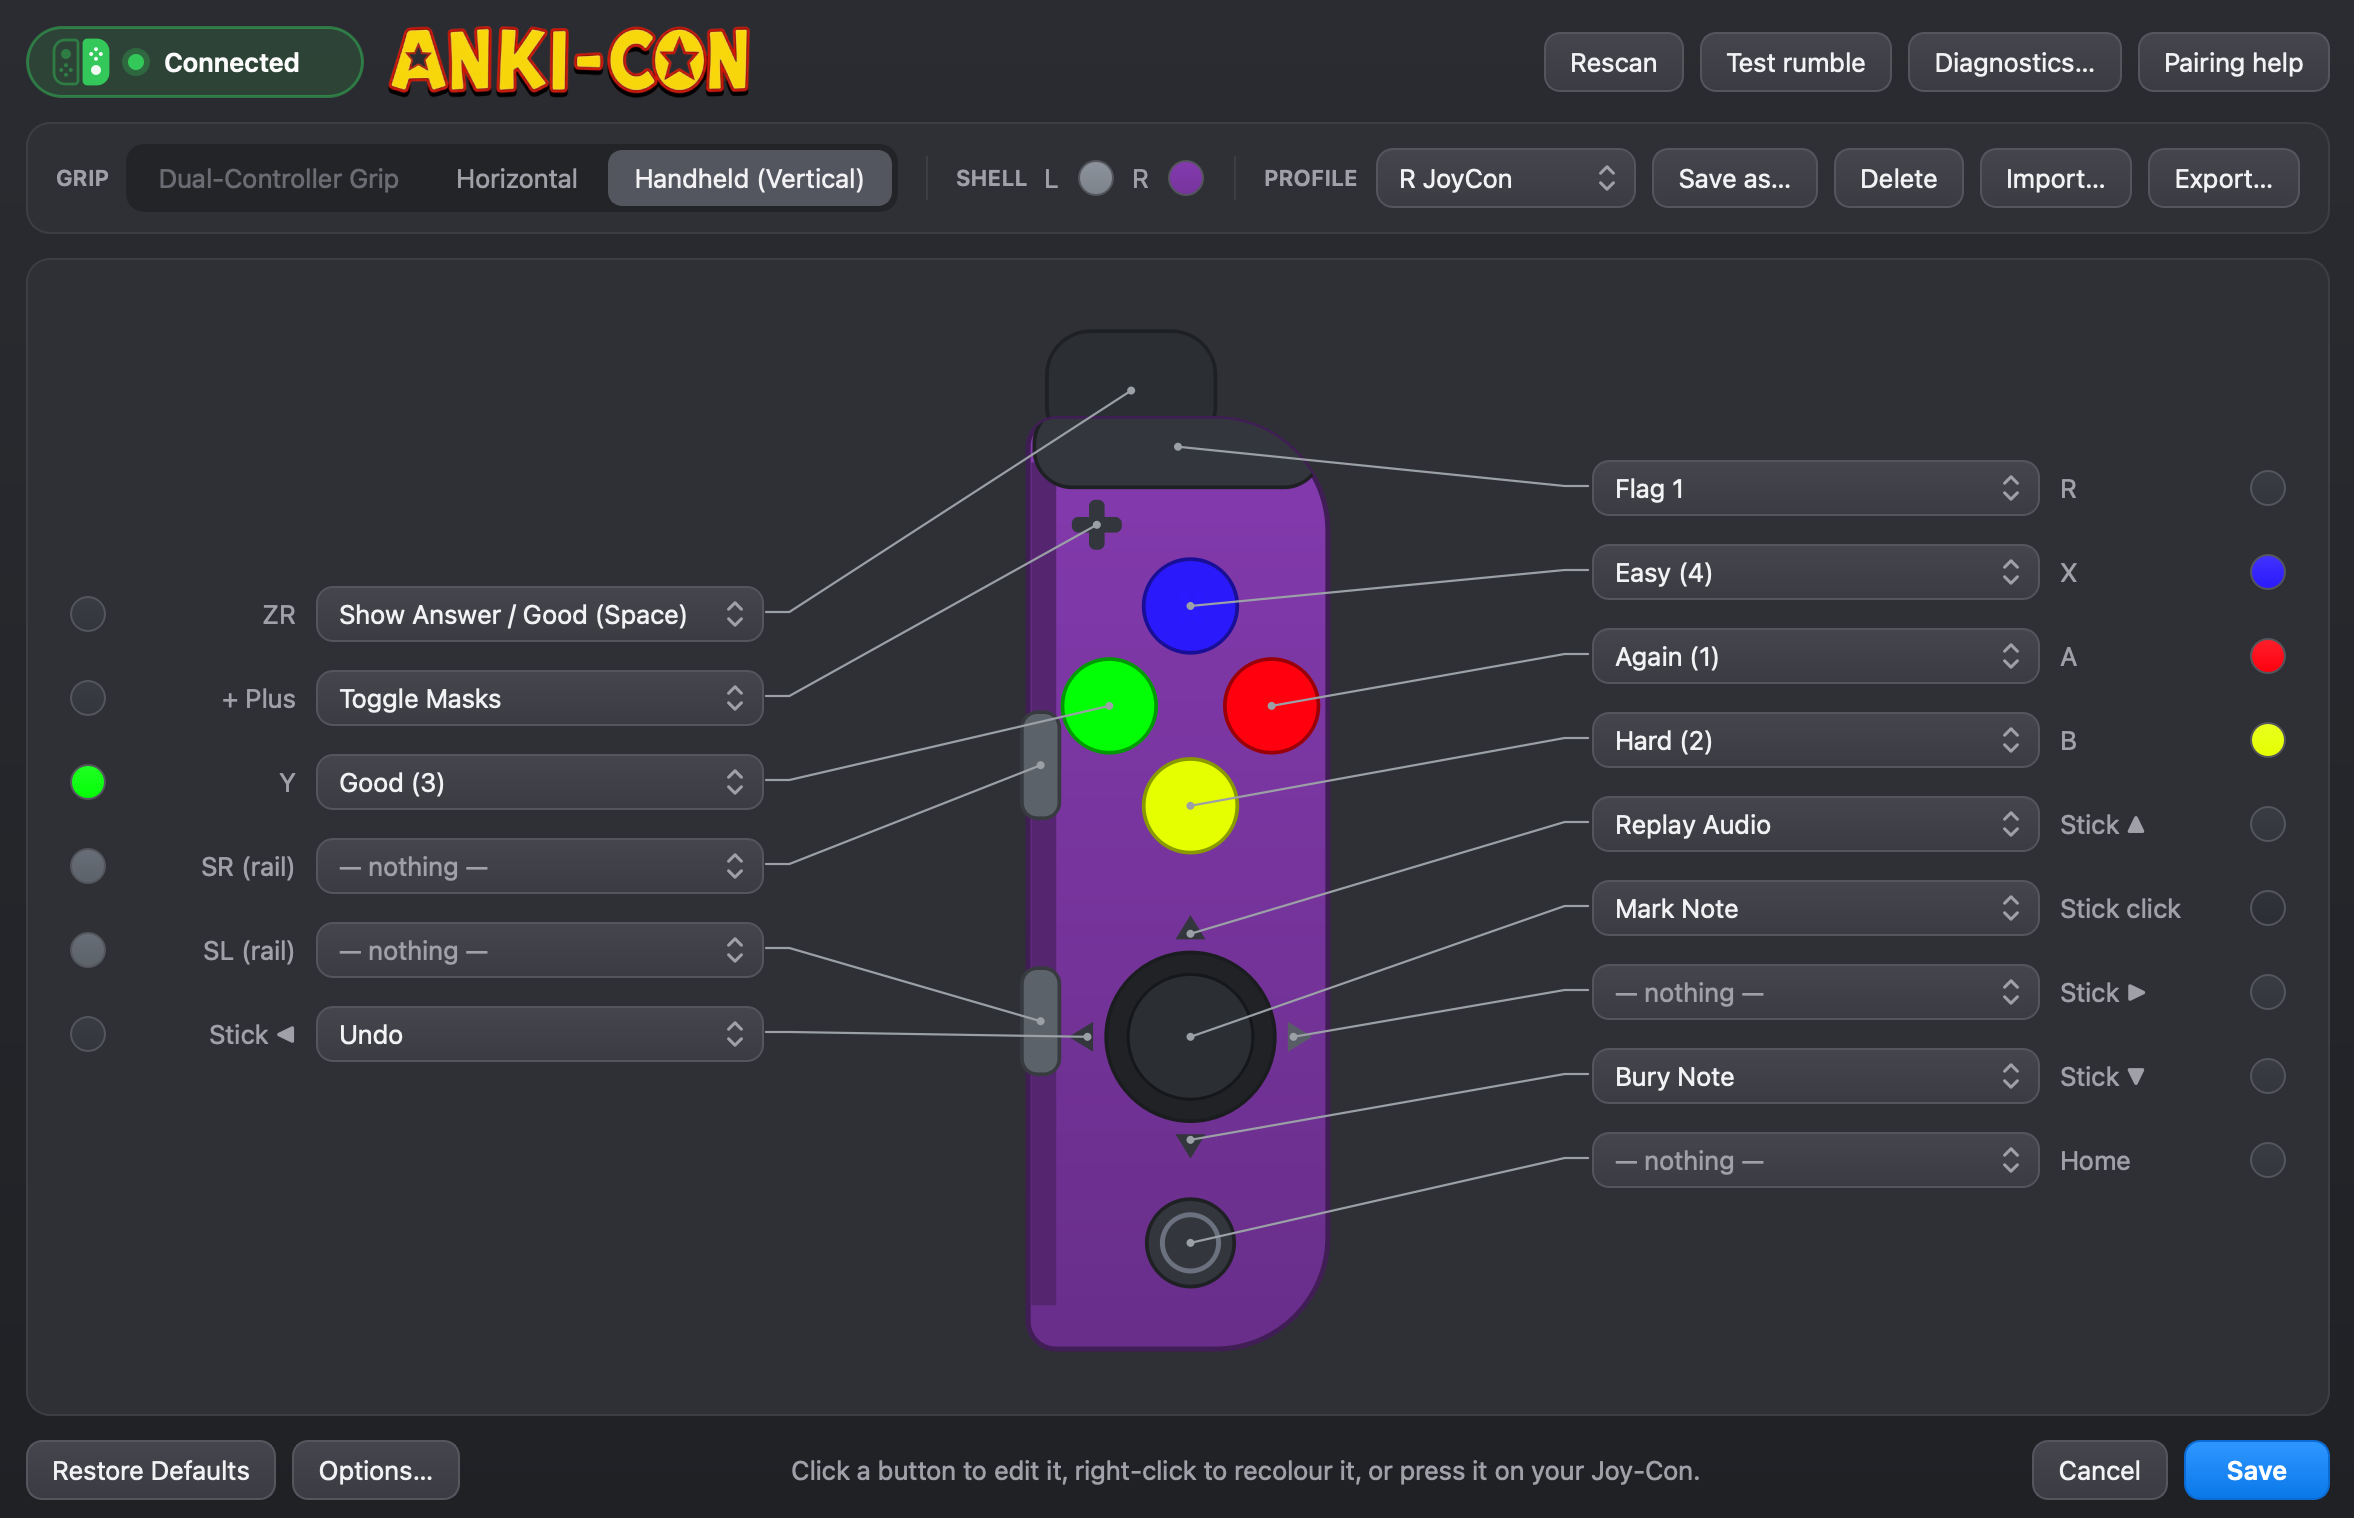 Connected
ANKI-CON
Rescan
Test rumble
Diagnostics...
Pairing help
GRIP
Dual-Controller Grip
Horizontal
Handheld (Vertical)
SHELL L R
PROFILE
R JoyCon
Save as...
Delete
Import...
Export...
ZR
Show Answer / Good (Space)
+ Plus
Toggle Masks
Y
Good (3)
SR (rail)
— nothing —
SL (rail)
— nothing —
Stick ◀
Undo
Flag 1
R
Easy (4)
X
Again (1)
A
Hard (2)
B
Replay Audio
Stick ▲
Mark Note
Stick click
— nothing —
Stick ▶
Bury Note
Stick ▼
— nothing —
Home
Restore Defaults
Options...
Click a button to edit it, right-click to recolour it, or press it on your Joy-Con.
Cancel
Save